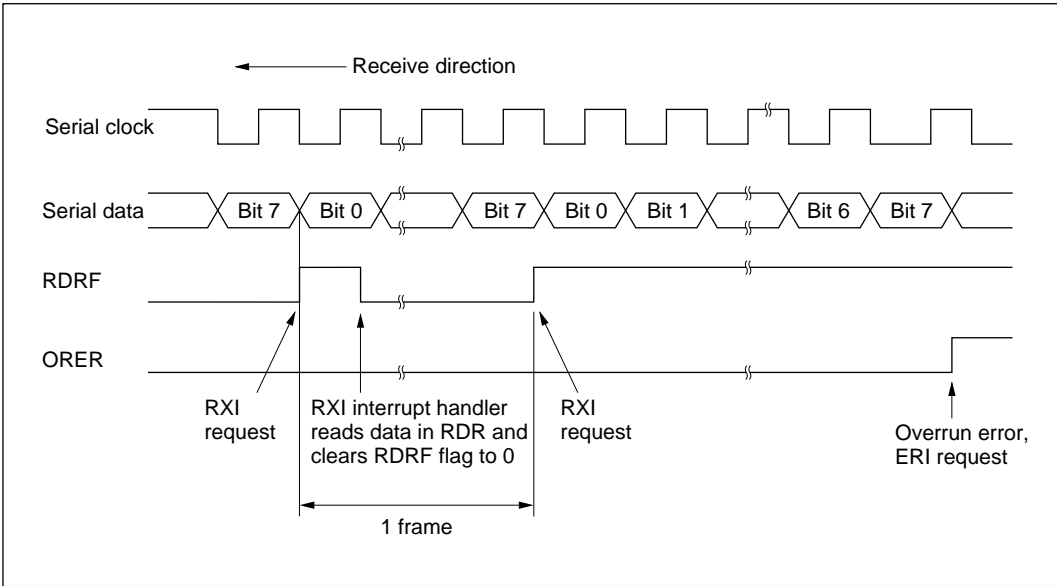 Receive direction
Serial clock
Serial data
Bit 7 Bit 0 Bit 7 Bit 0 Bit 1 Bit 6 Bit 7
RDRF
ORER
RXI
request
RXI interrupt handler
reads data in RDR and
clears RDRF flag to 0
RXI
request
Overrun error,
ERI request
1 frame